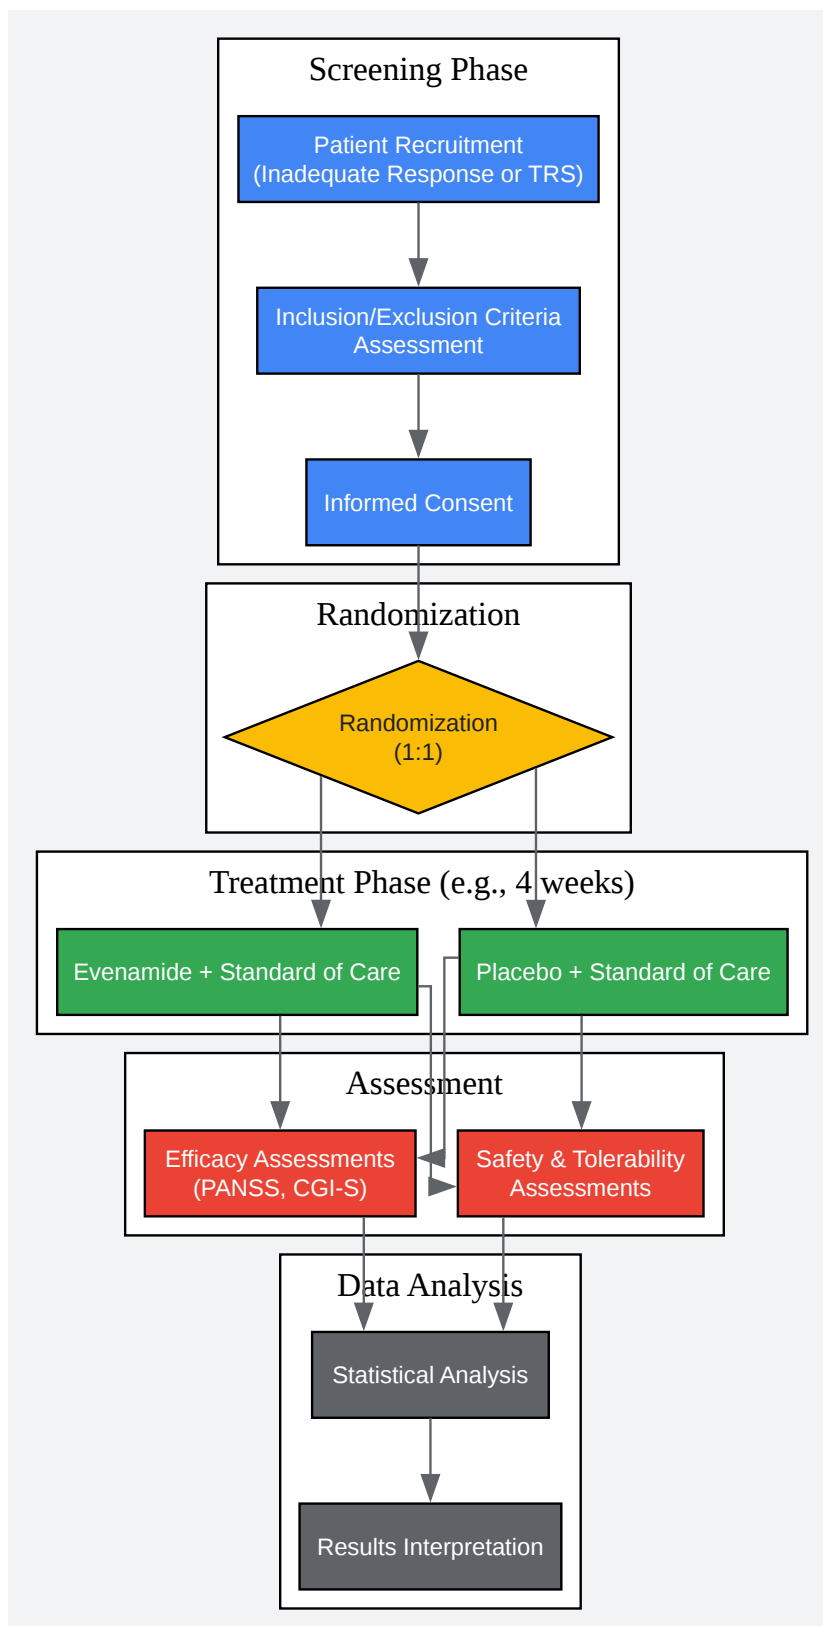 Screening Phase
Patient Recruitment
(Inadequate Response or TRS)
Inclusion/Exclusion Criteria
Assessment
Informed Consent
Randomization
Randomization
(1:1)
Treatment Phase (e.g., 4 weeks)
Evenamide + Standard of Care
Placebo + Standard of Care
Assessment
Efficacy Assessments
(PANSS, CGI-S)
Safety & Tolerability
Assessments
Data Analysis
Statistical Analysis
Results Interpretation